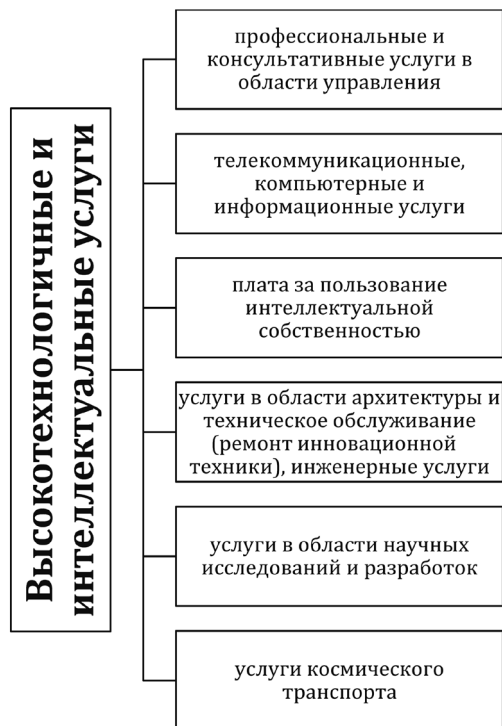 Высокотехнологичные и
интеллектуальные услуги
профессиональные и
консультативные услуги в
области управления
телекоммуникационные,
компьютерные и
информационные услуги
плата за пользование
интеллектуальной
собственностью
услуги в области архитектуры и
техническое обслуживание
(ремонт инновационной
техники), инженерные услуги
услуги в области научных
исследований и разработок
услуги космического
транспорта